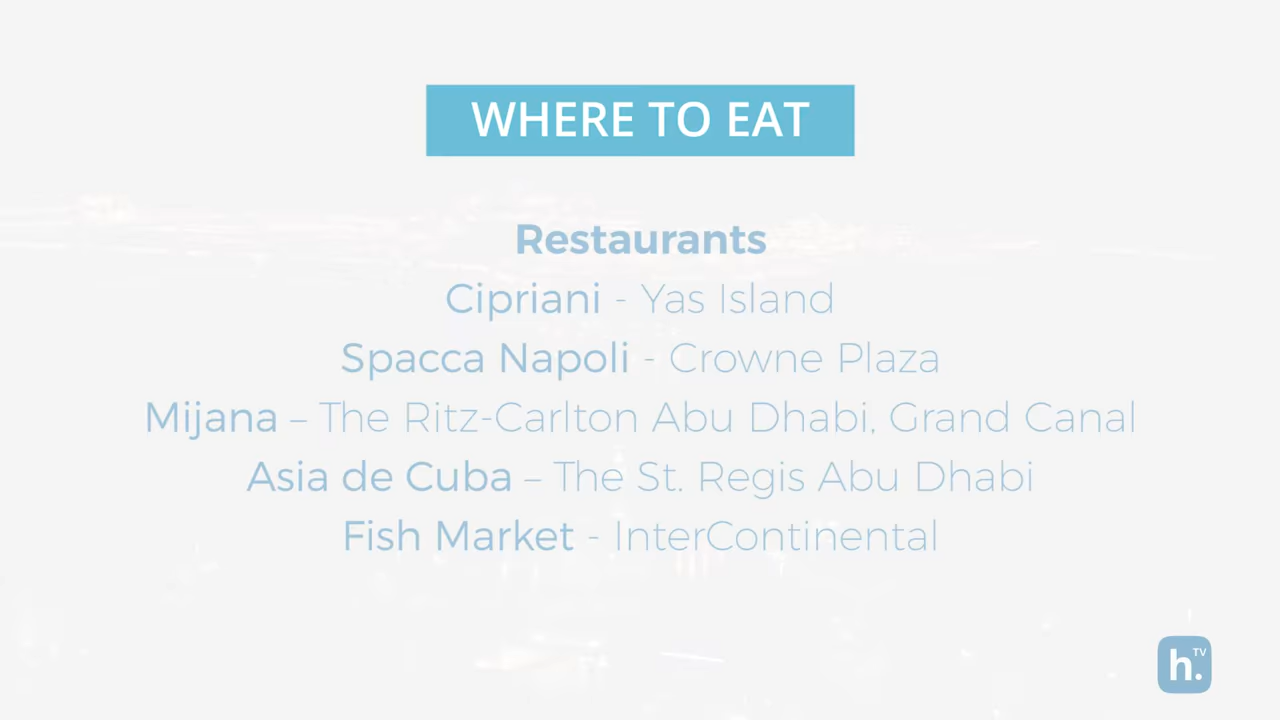 WHERE TO EAT
Restaurants
Cipriani - Yas Island
Spacca Napoli - Crowne Plaza
Mijana – The Ritz-Carlton Abu Dhabi, Grand Canal
Asia de Cuba – The St. Regis Abu Dhabi
Fish Market - InterContinental
h. TV